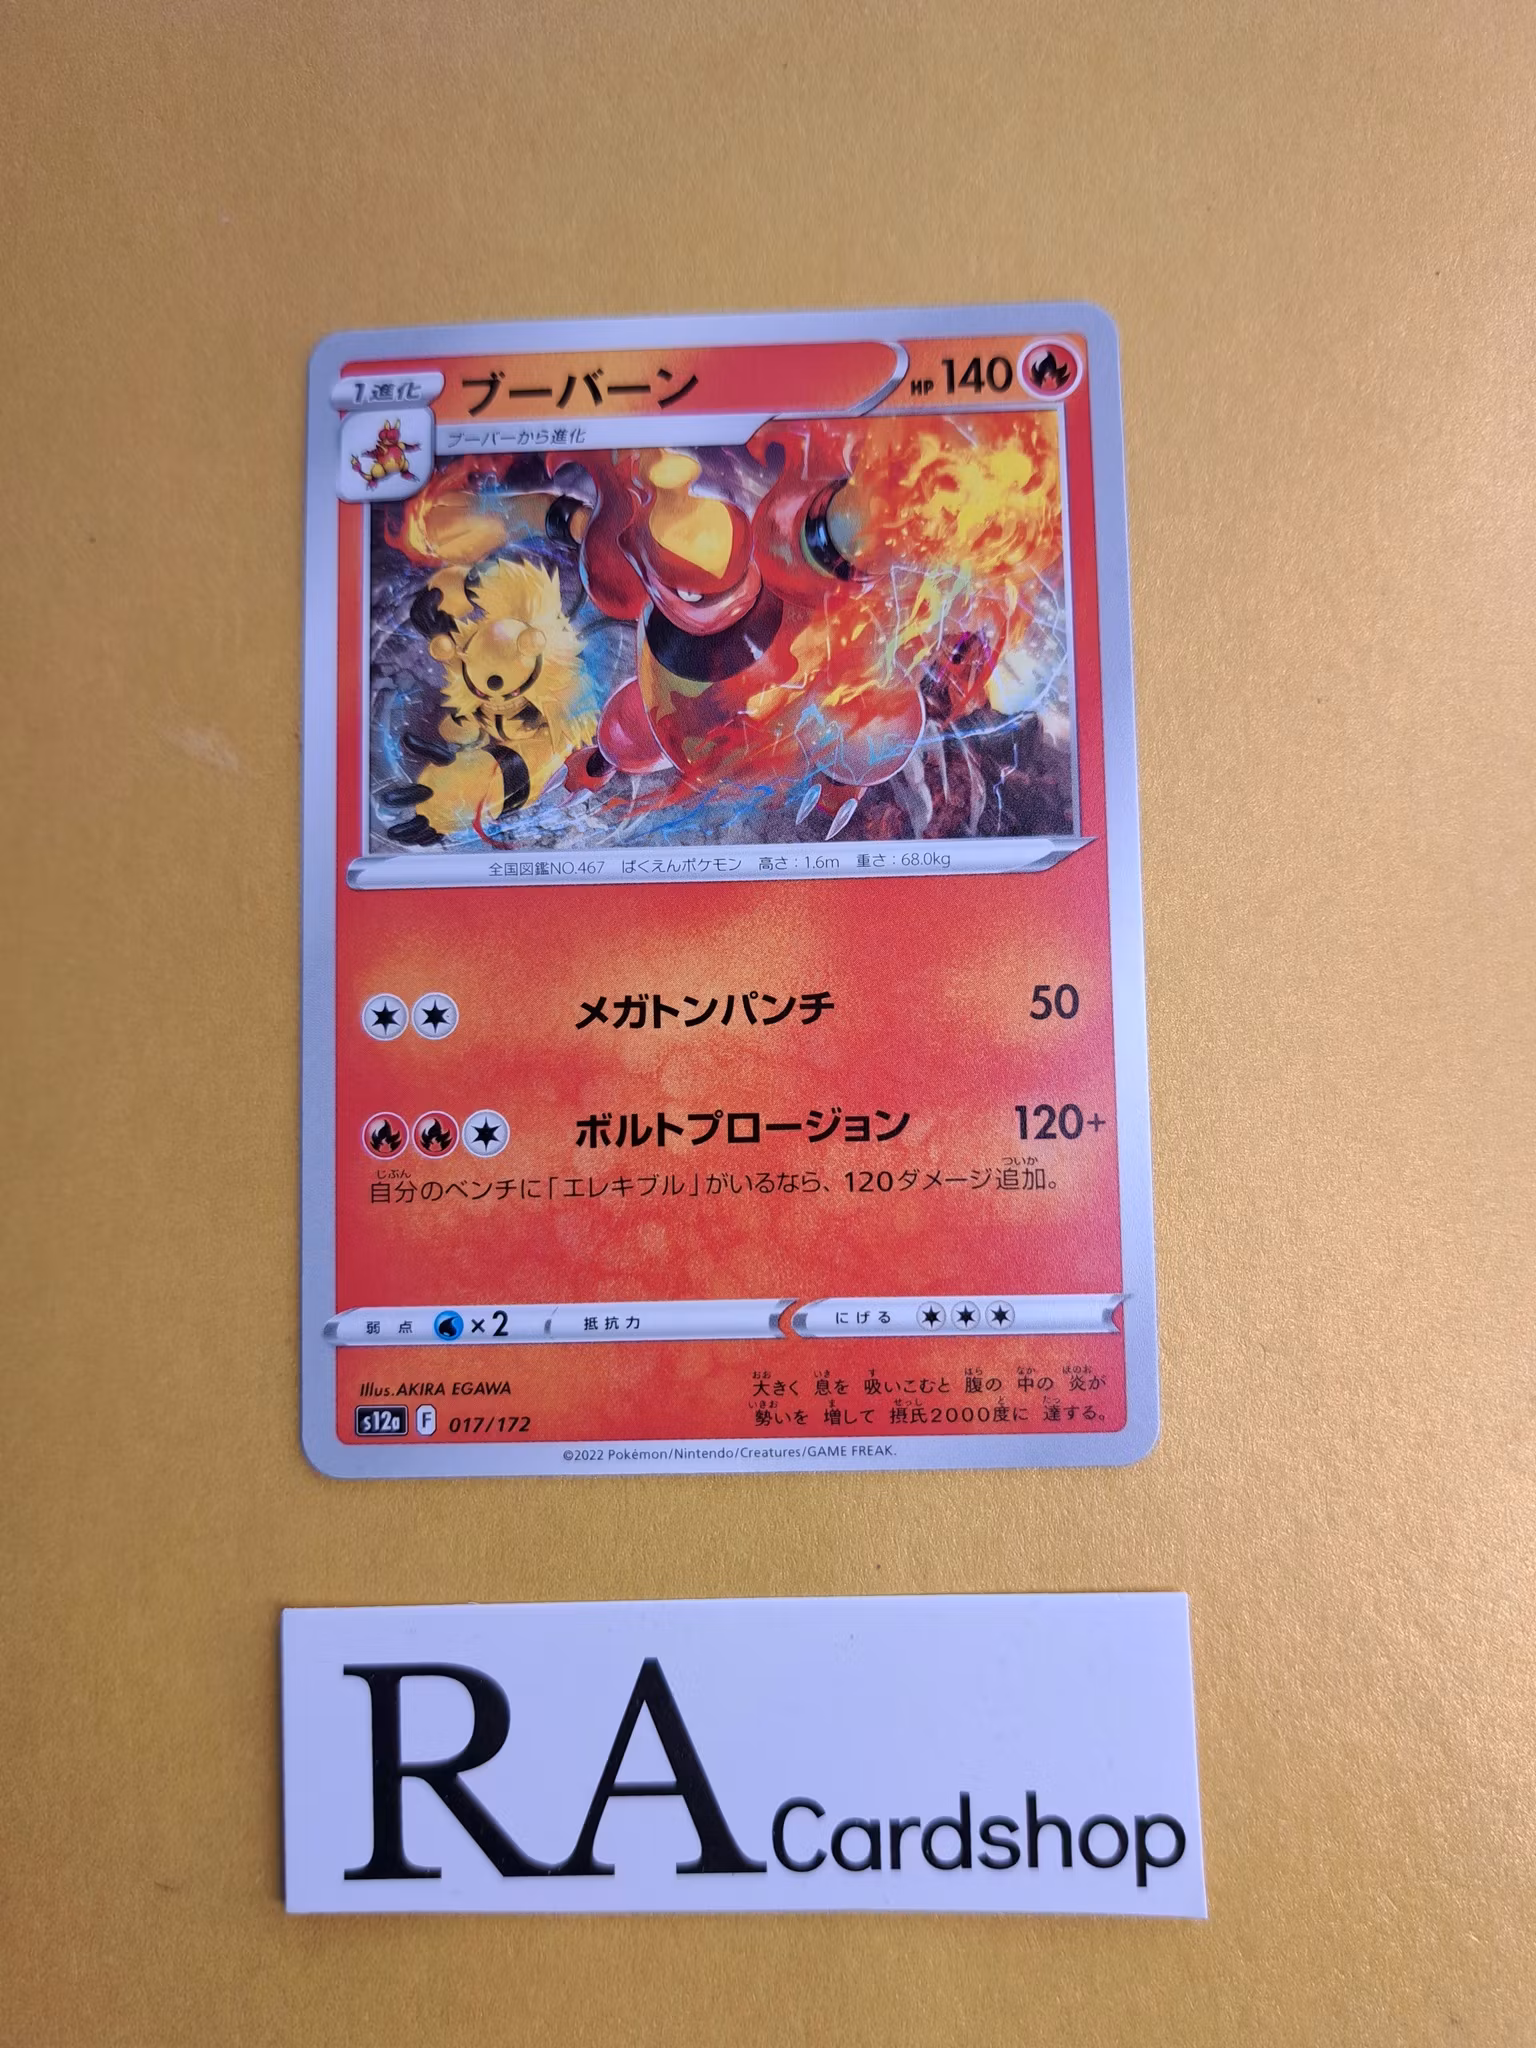 1進化
ブーバーン
HP 140
ブーバーから進化
全国図鑑NO.467 ばくえんポケモン 高さ：1.6m 重さ：68.0kg
メガトンパンチ 50
ボルトプロージョン 120+
自分のベンチに「エレキブル」がいるなら、120ダメージ追加。
弱点 ×2 抵抗力 にげる
Illus.AKIRA EGAWA
s12a F 017/172
大きく 息を 吸いこむと 腹の 中の 炎が
勢いを 増して 摂氏2000度に 達する。
©2022 Pokémon/Nintendo/Creatures/GAME FREAK.
RA Cardshop